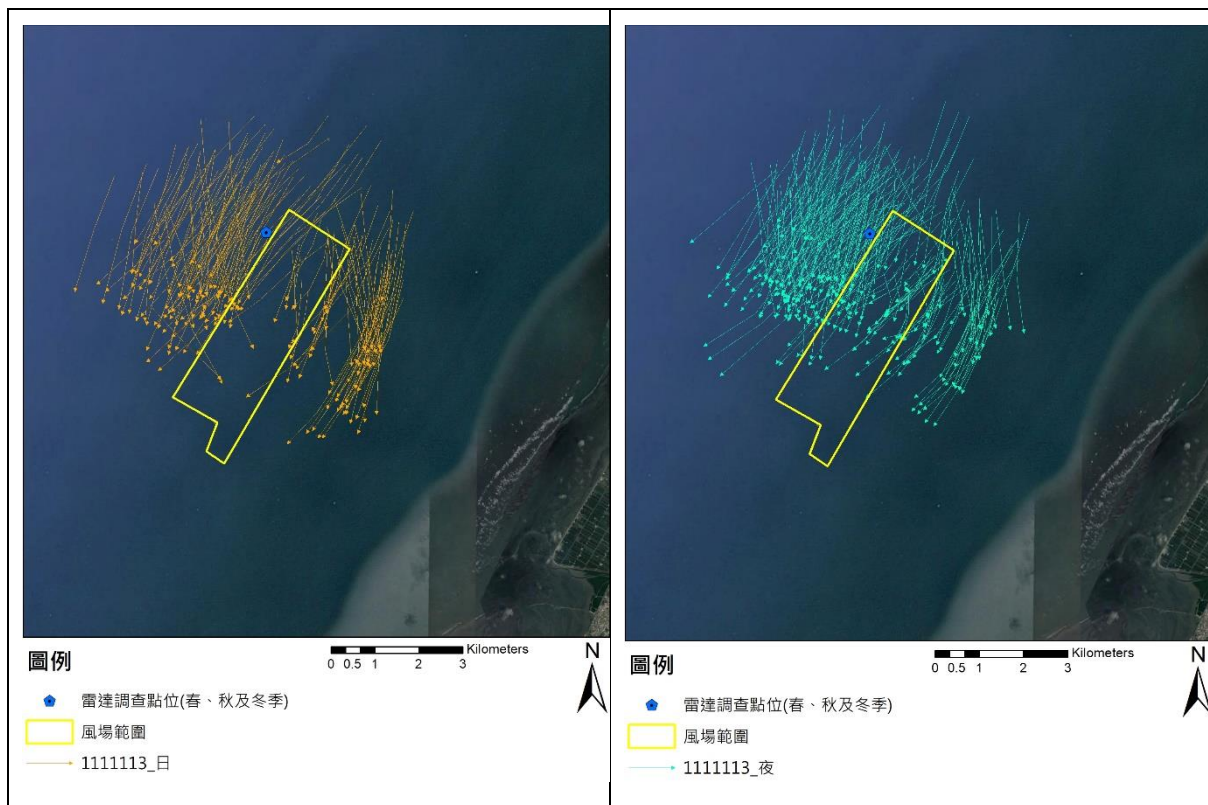 圖例
0 0.5 1 2 3 Kilometers
N
雷達調查點位(春、秋及冬季)
風場範圍
1111113_日
圖例
0 0.5 1 2 3 Kilometers
N
雷達調查點位(春、秋及冬季)
風場範圍
1111113_夜